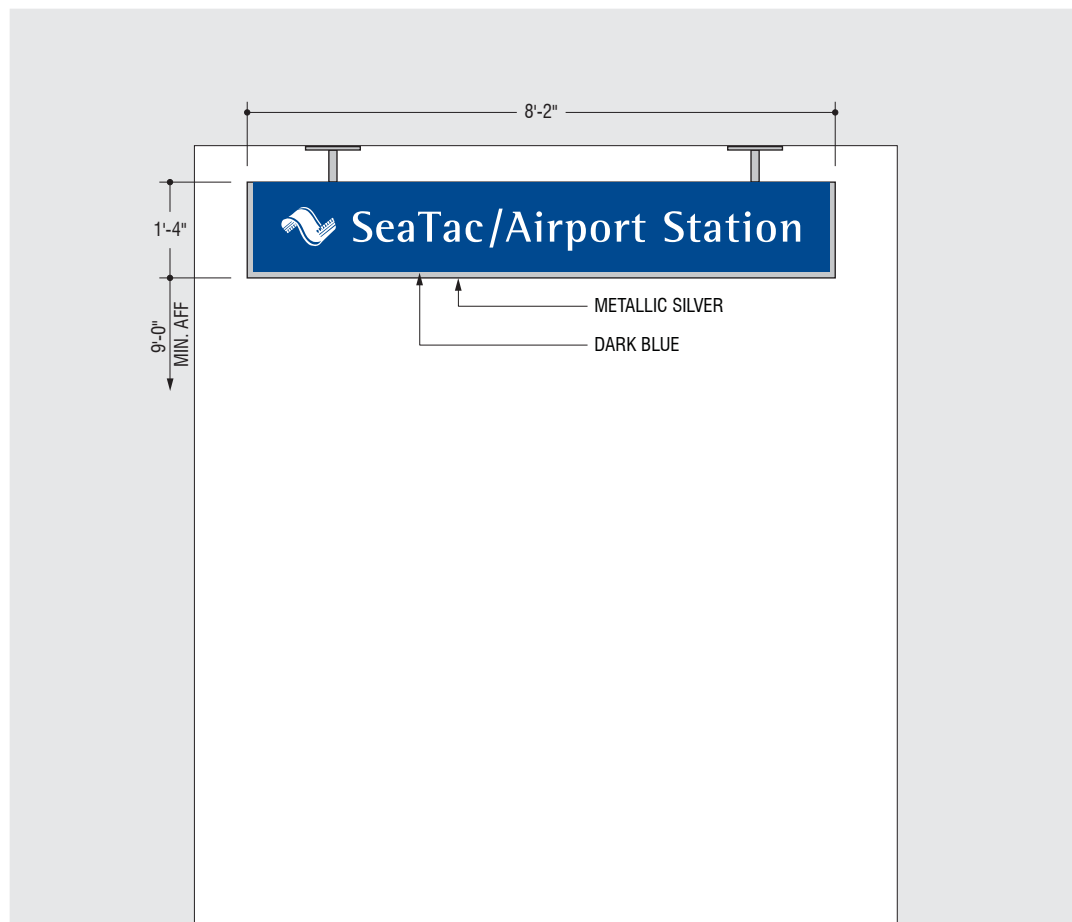 8'-2"
1'-4"
SeaTac/Airport Station
9'-0"
MIN. AFF
METALLIC SILVER
DARK BLUE